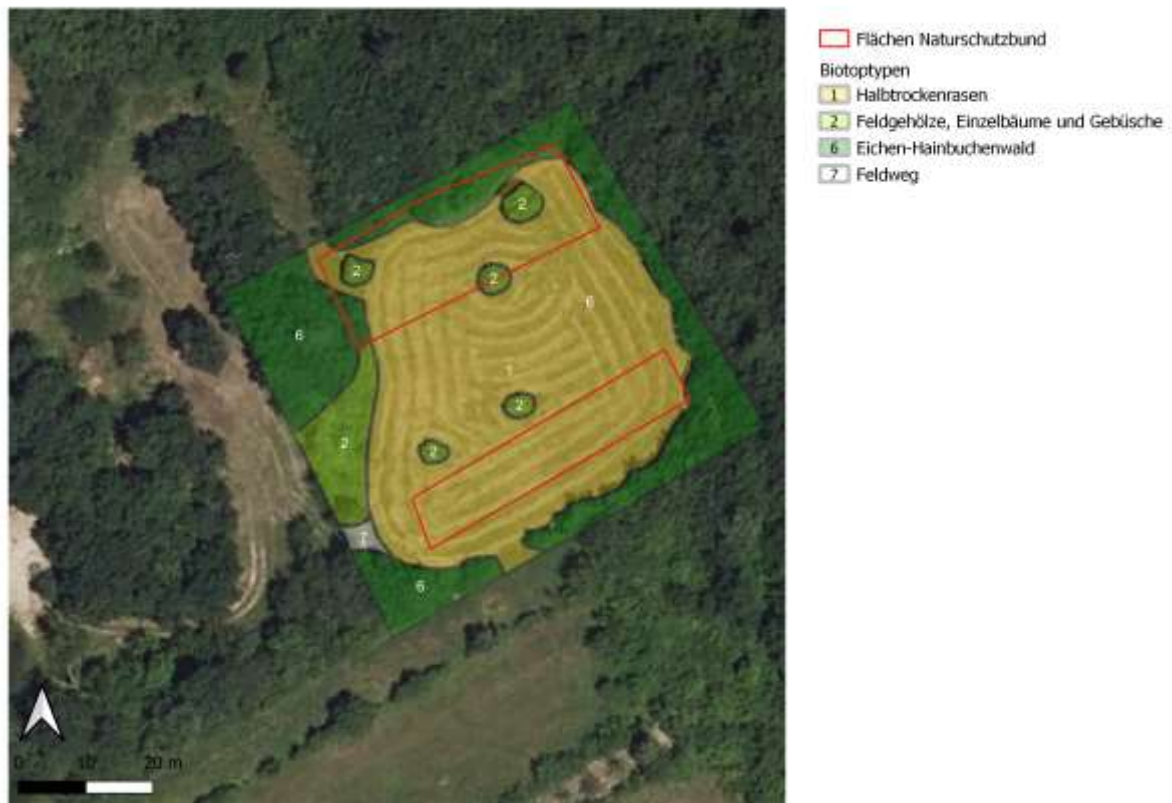 Flächen Naturschutzbund
Biotoptypen
1 Halbtrockenrasen
2 Feldgehölze, Einzelbäume und Gebüsche
6 Eichen-Hainbuchenwald
7 Feldweg
2
2
2
6
6
1
2
2
2
7
6
0 10 20 m